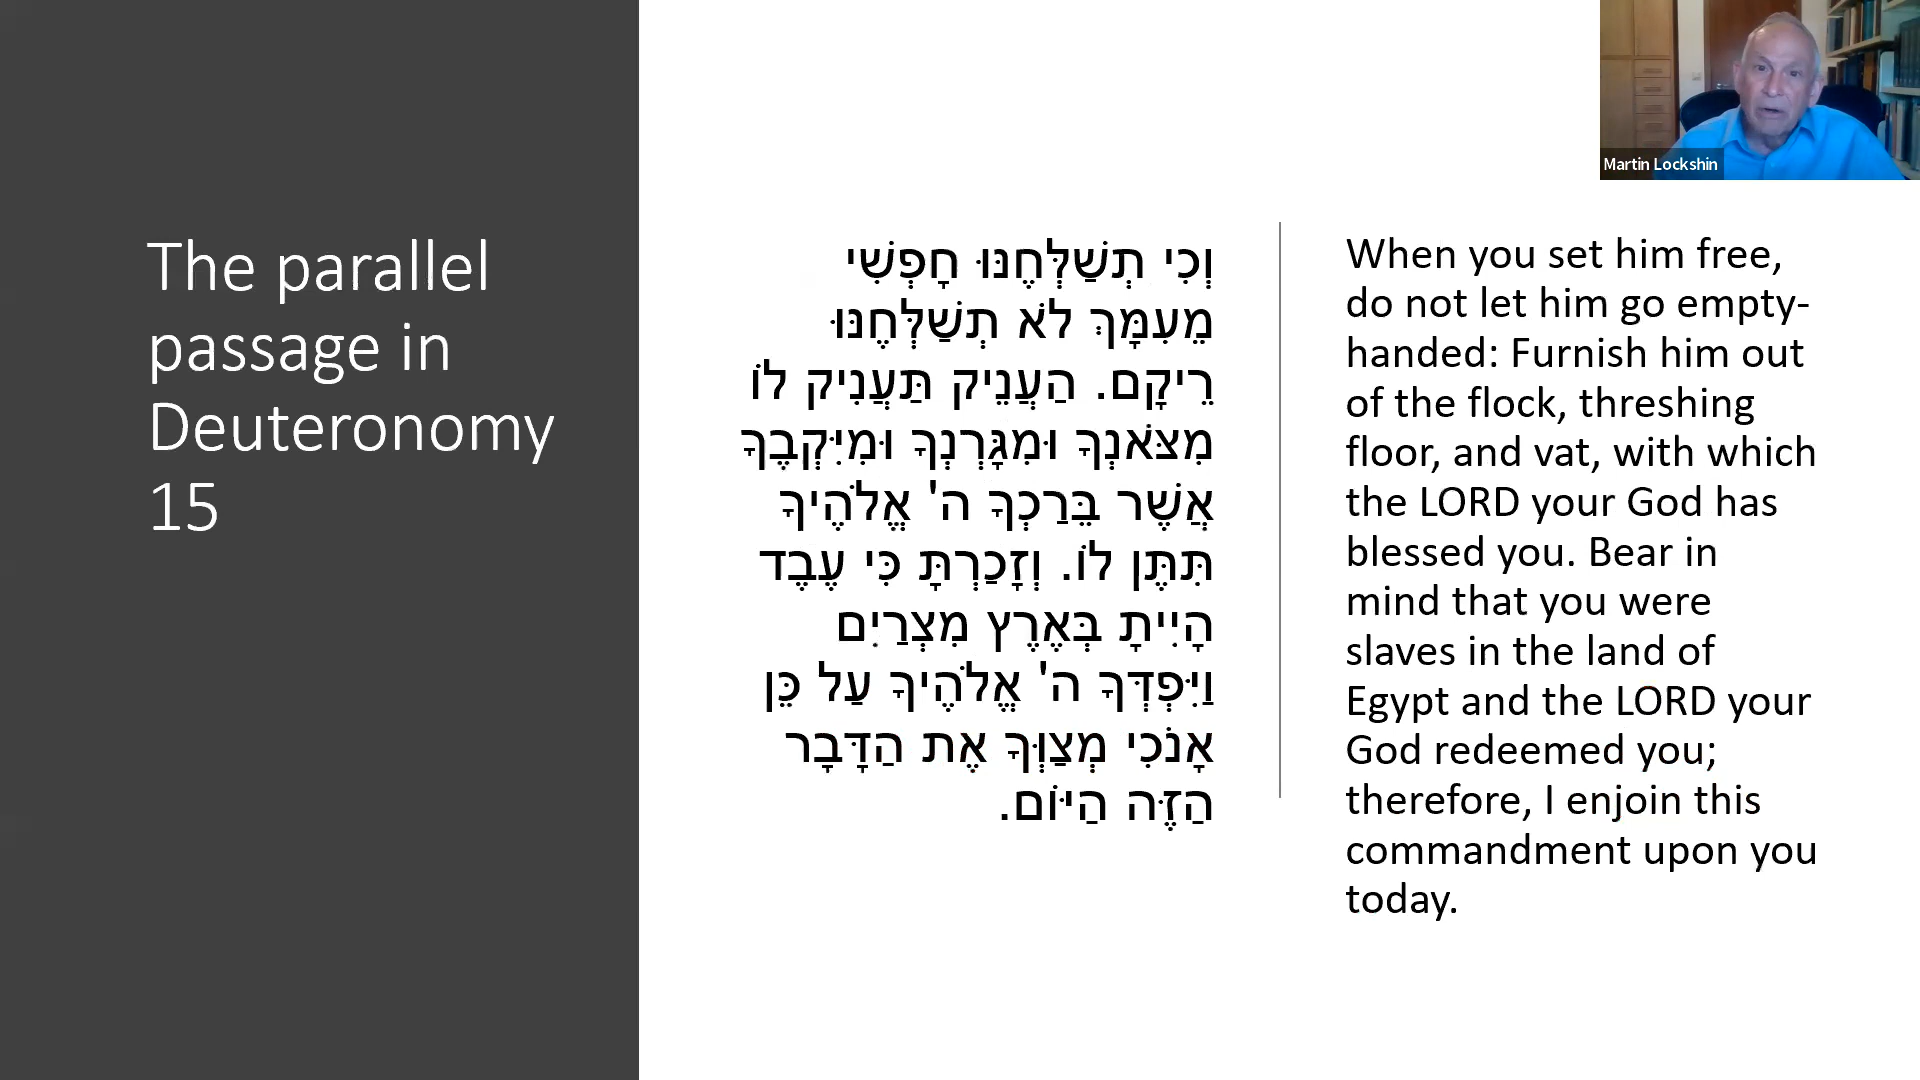 The parallel
passage in
Deuteronomy
15
וְכִי תְשַׁלְּחֶנּוּ חָפְשִׁי
מֵעִמָּךְ לֹא תְשַׁלְּחֶנּוּ
רֵיקָם. הַעֲנֵיק תַּעֲנִיק לוֹ
מִצֹּאנְךָ וּמִגָּרְנְךָ וּמִיִּקְבֶךָ
אֲשֶׁר בֵּרַכְךָ ה' אֱלֹהֶיךָ
תִּתֶּן לוֹ. וְזָכַרְתָּ כִּי עֶבֶד
הָיִיתָ בְּאֶרֶץ מִצְרַיִם
וַיִּפְדְּךָ ה' אֱלֹהֶיךָ עַל כֵּן
אָנֹכִי מְצַוְּךָ אֶת הַדָּבָר
הַזֶּה הַיּוֹם.
When you set him free,
do not let him go empty-
handed: Furnish him out
of the flock, threshing
floor, and vat, with which
the LORD your God has
blessed you. Bear in
mind that you were
slaves in the land of
Egypt and the LORD your
God redeemed you;
therefore, I enjoin this
commandment upon you
today.
Martin Lockshin